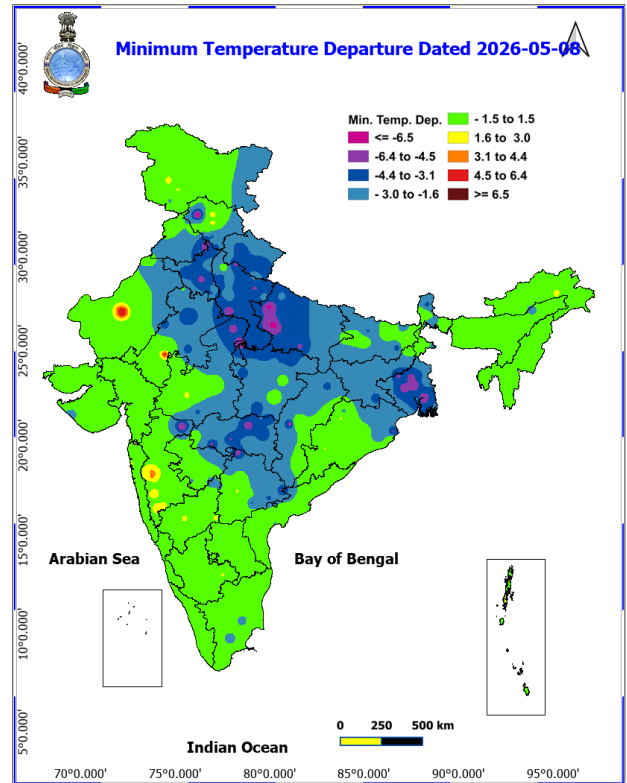 Minimum Temperature Departure Dated 2026-05-08
Min. Temp. Dep.
<= -6.5
-6.4 to -4.5
-4.4 to -3.1
- 3.0 to -1.6
- 1.5 to 1.5
1.6 to 3.0
3.1 to 4.4
4.5 to 6.4
>= 6.5
40°0.000'
35°0.000'
30°0.000'
25°0.000'
20°0.000'
15°0.000'
10°0.000'
5°0.000'
Arabian Sea
Bay of Bengal
0 250 500 km
Indian Ocean
70°0.000' 75°0.000' 80°0.000' 85°0.000' 90°0.000' 95°0.000'